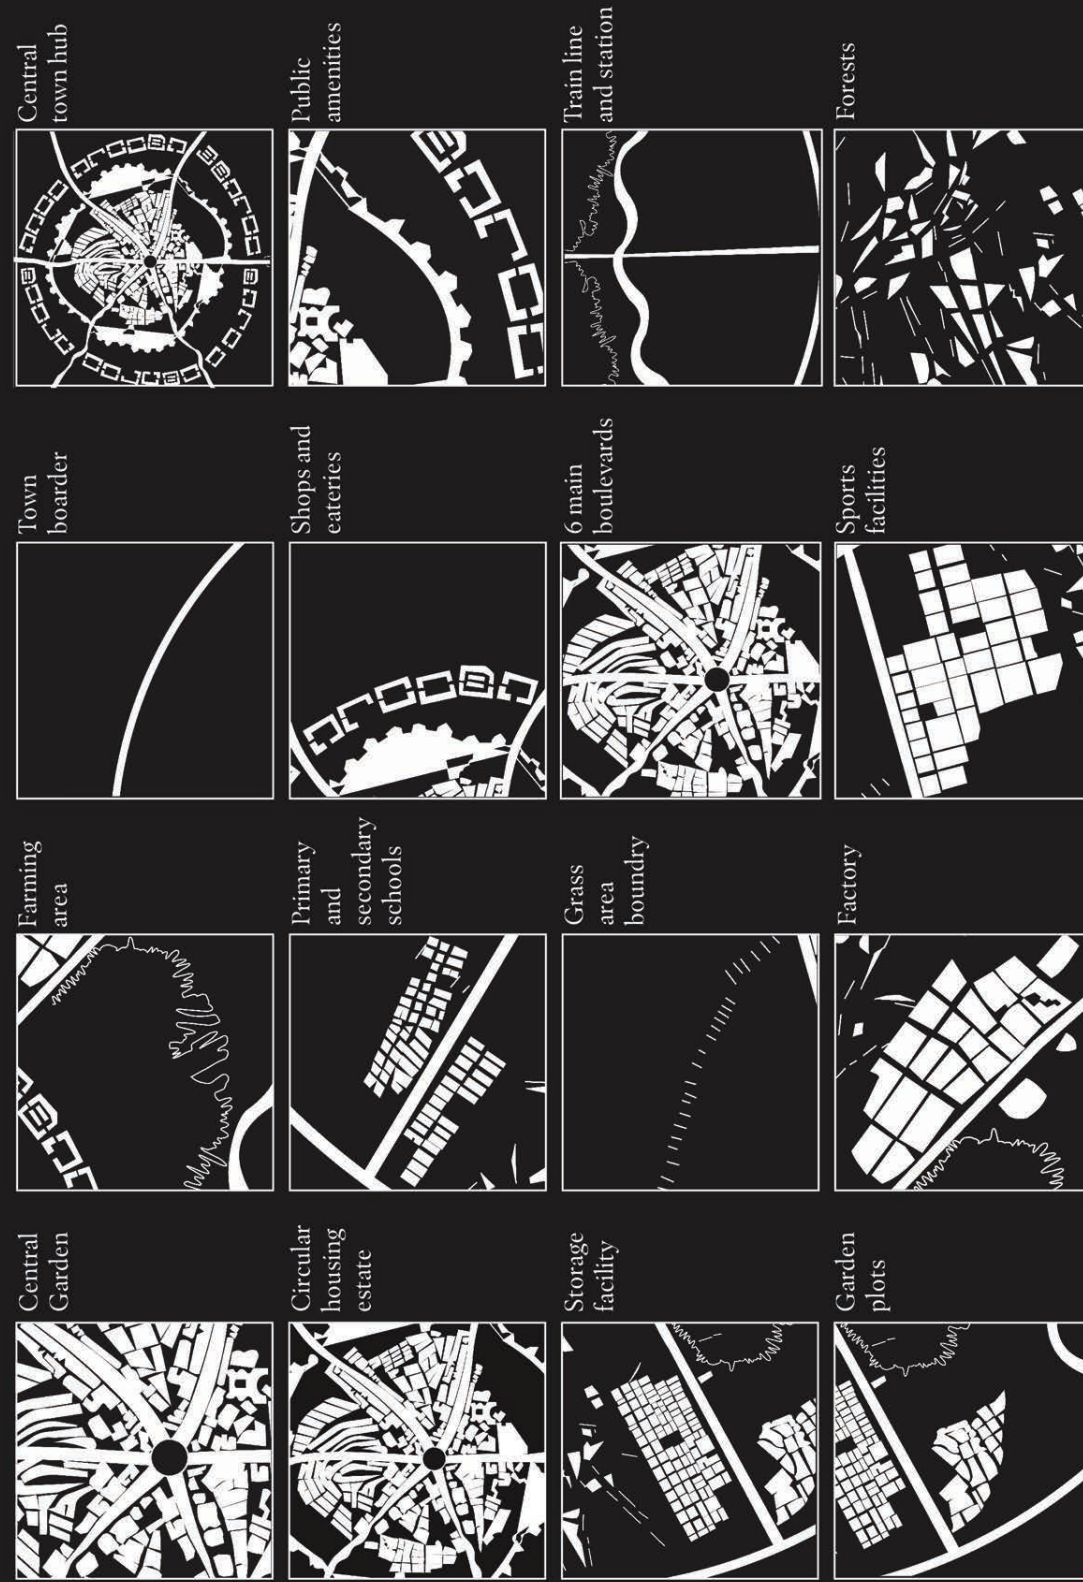 Central
Garden
Farming
area
Town
boarder
Central
town hub
Circular
housing
estate
Primary
and
secondary
schools
Shops and
eateries
Public
amenities
Storage
facility
Grass
area
boundry
6 main
boulevards
Train line
and station
Garden
plots
Factory
Sports
facilities
Forests